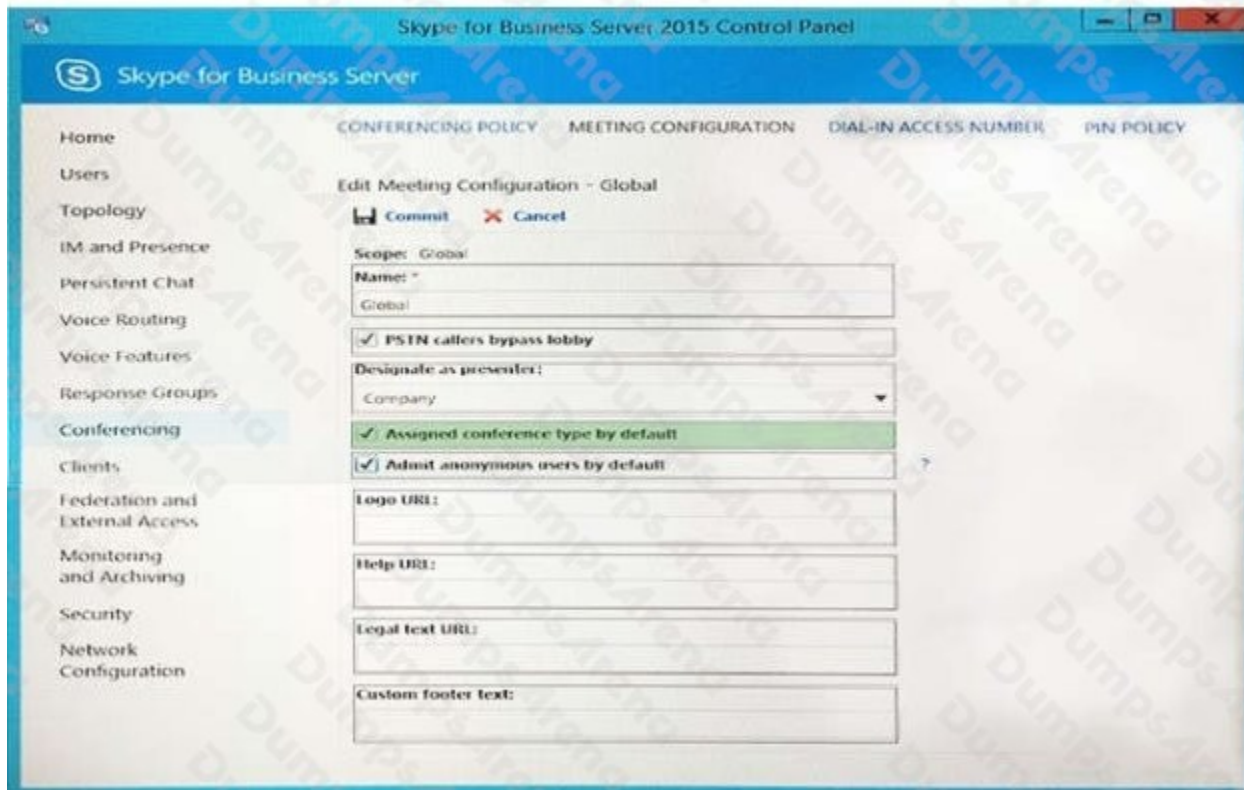 Skype for Business Server 2015 Control Panel
S Skype for Business Server
Home
Users
Topology
IM and Presence
Persistent Chat
Voice Routing
Voice Features
Response Groups
Conferencing
Clients
Federation and
External Access
Monitoring
and Archiving
Security
Network
Configuration
CONFERENCING POLICY MEETING CONFIGURATION DIAL-IN ACCESS NUMBER PIN POLICY
Edit Meeting Configuration - Global
Commit Cancel
Scope: Global
Name: *
Global
PSTN callers bypass lobby
Designate as presenter:
Company
Assigned conference type by default
Admit anonymous users by default ?
Logo URL:
Help URL:
Legal text URL:
Custom footer text:
DumpsArena